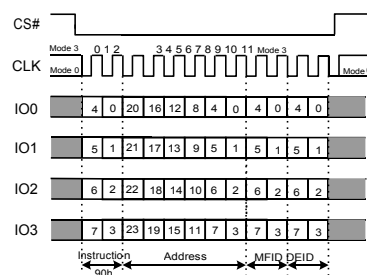 CS#
Mode 3 0 1 2 3 4 5 6 7 8 9 10 11 Mode 3
CLK
Mode 0 Mode
IO0 4 0 20 16 12 8 4 0 4 0 4 0
IO1 5 1 21 17 13 9 5 1 5 1 5 1
IO2 6 2 22 18 14 10 6 2 6 2 6 2
IO3 7 3 23 19 15 11 7 3 7 3 7 3
Instruction Address MFID DEID
90h